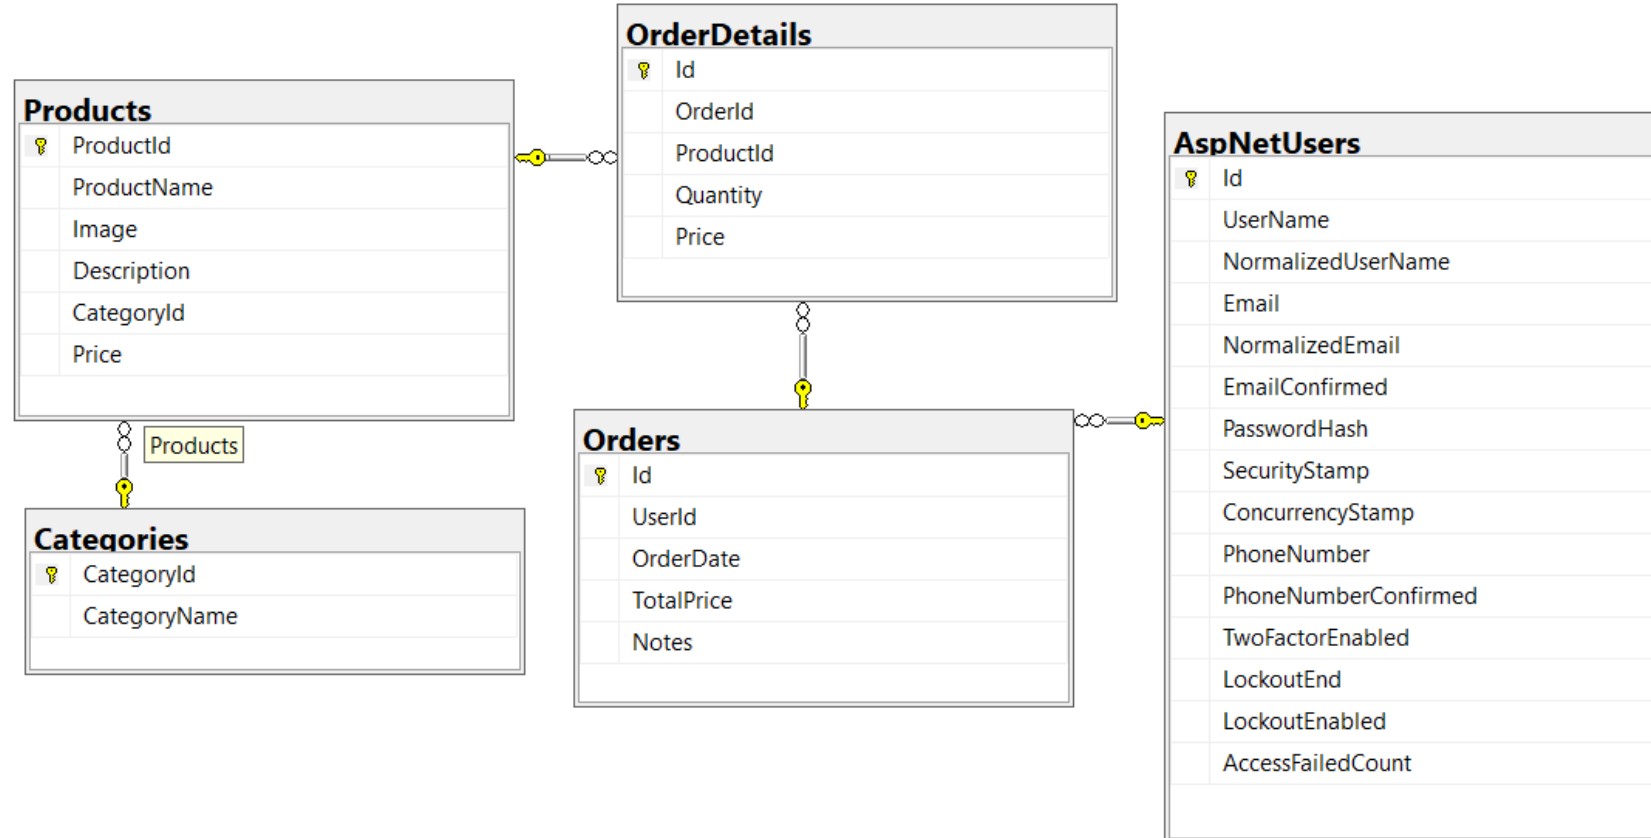 OrderDetails
Id
OrderId
ProductId
Quantity
Price
Products
ProductId
ProductName
Image
Description
CategoryId
Price
AspNetUsers
Id
UserName
NormalizedUserName
Email
NormalizedEmail
EmailConfirmed
PasswordHash
SecurityStamp
ConcurrencyStamp
PhoneNumber
PhoneNumberConfirmed
TwoFactorEnabled
LockoutEnd
LockoutEnabled
AccessFailedCount
Products
Orders
Id
UserId
OrderDate
TotalPrice
Notes
Categories
CategoryId
CategoryName